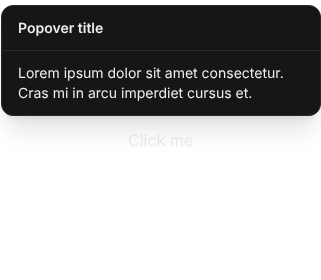 Popover title
Lorem ipsum dolor sit amet consectetur.
Cras mi in arcu imperdiet cursus et.
Click me